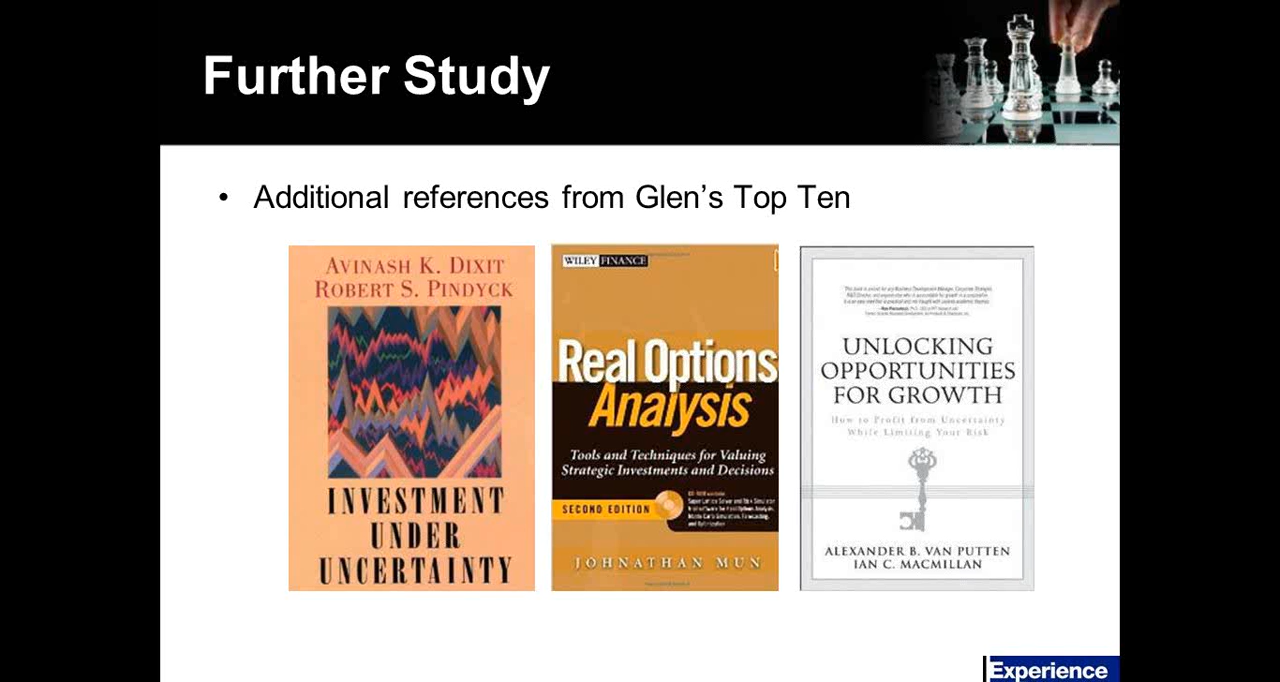 Further Study
• Additional references from Glen's Top Ten
AVINASH K. DIXIT
ROBERT S. PINDYCK
INVESTMENT
UNDER
UNCERTAINTY
WILEY FINANCE
Real Options
Analysis
Tools and Techniques for Valuing
Strategic Investments and Decisions
SECOND EDITION
JOHNATHAN MUN
UNLOCKING
OPPORTUNITIES
FOR GROWTH
How to Profit from Uncertainty
While Limiting Your Risk
ALEXANDER B. VAN PUTTEN
IAN C. MACMILLAN
Experience